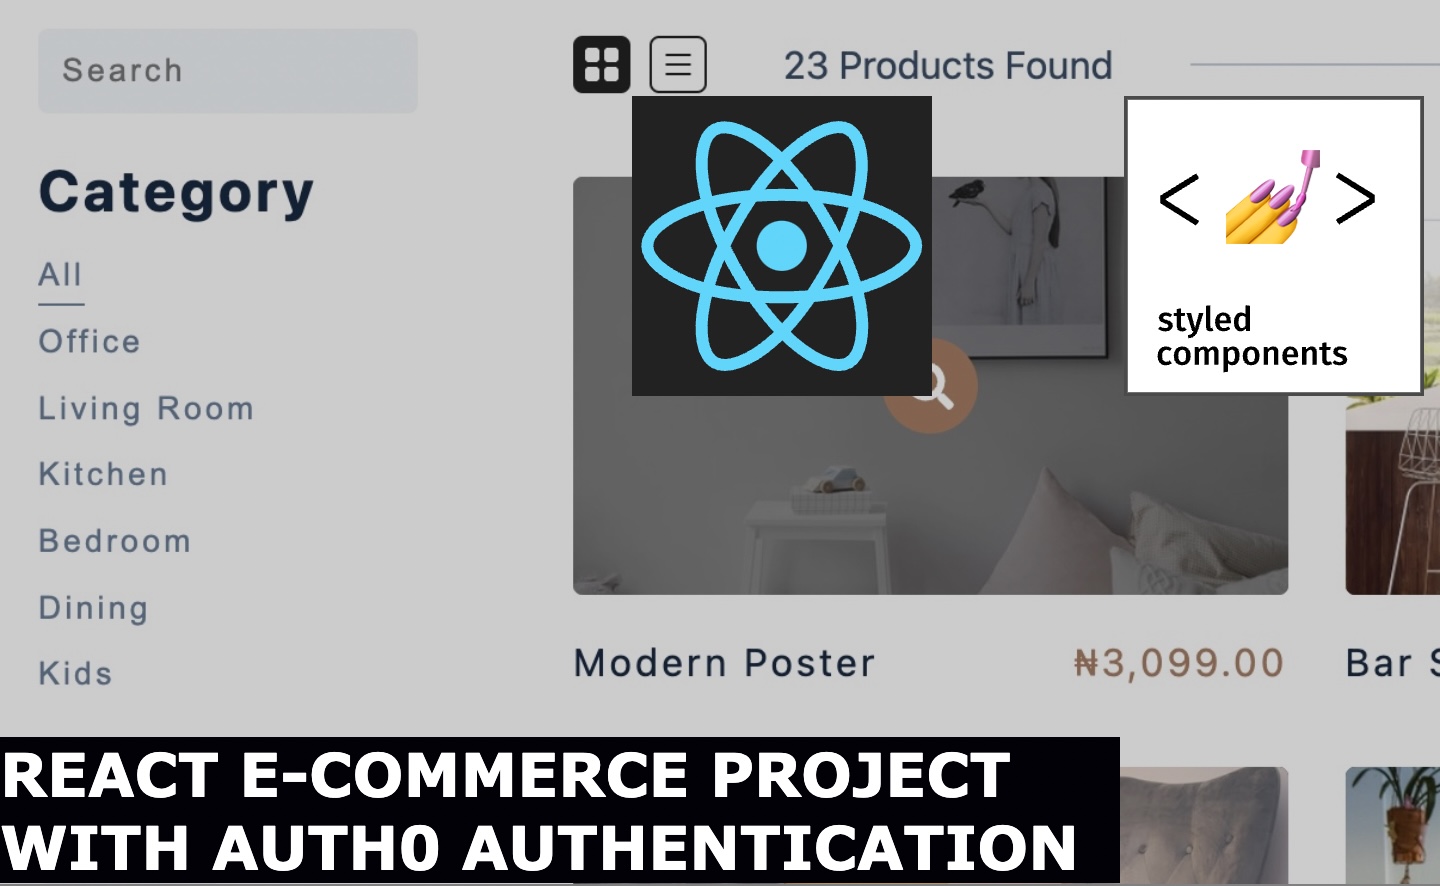 Search
23 Products Found
Category
All
Office
Living Room
Kitchen
Bedroom
Dining
Kids
< >
styled
components
Modern Poster
₦3,099.00
Bar
REACT E-COMMERCE PROJECT
WITH AUTH0 AUTHENTICATION